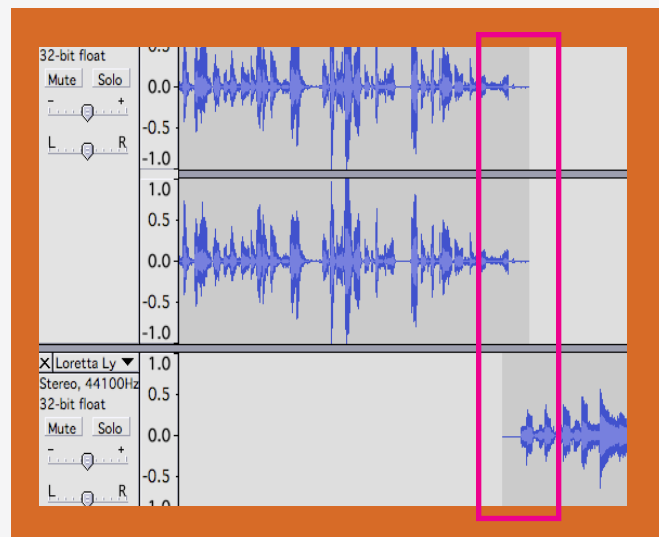 32-bit float
0.5
Mute Solo
0.0
- +
-0.5
L R
-1.0
1.0
0.5
0.0
-0.5
-1.0
X Loretta Ly ▼
1.0
Stereo, 44100Hz
32-bit float
0.5
Mute Solo
0.0
- +
-0.5
L R
-1.0